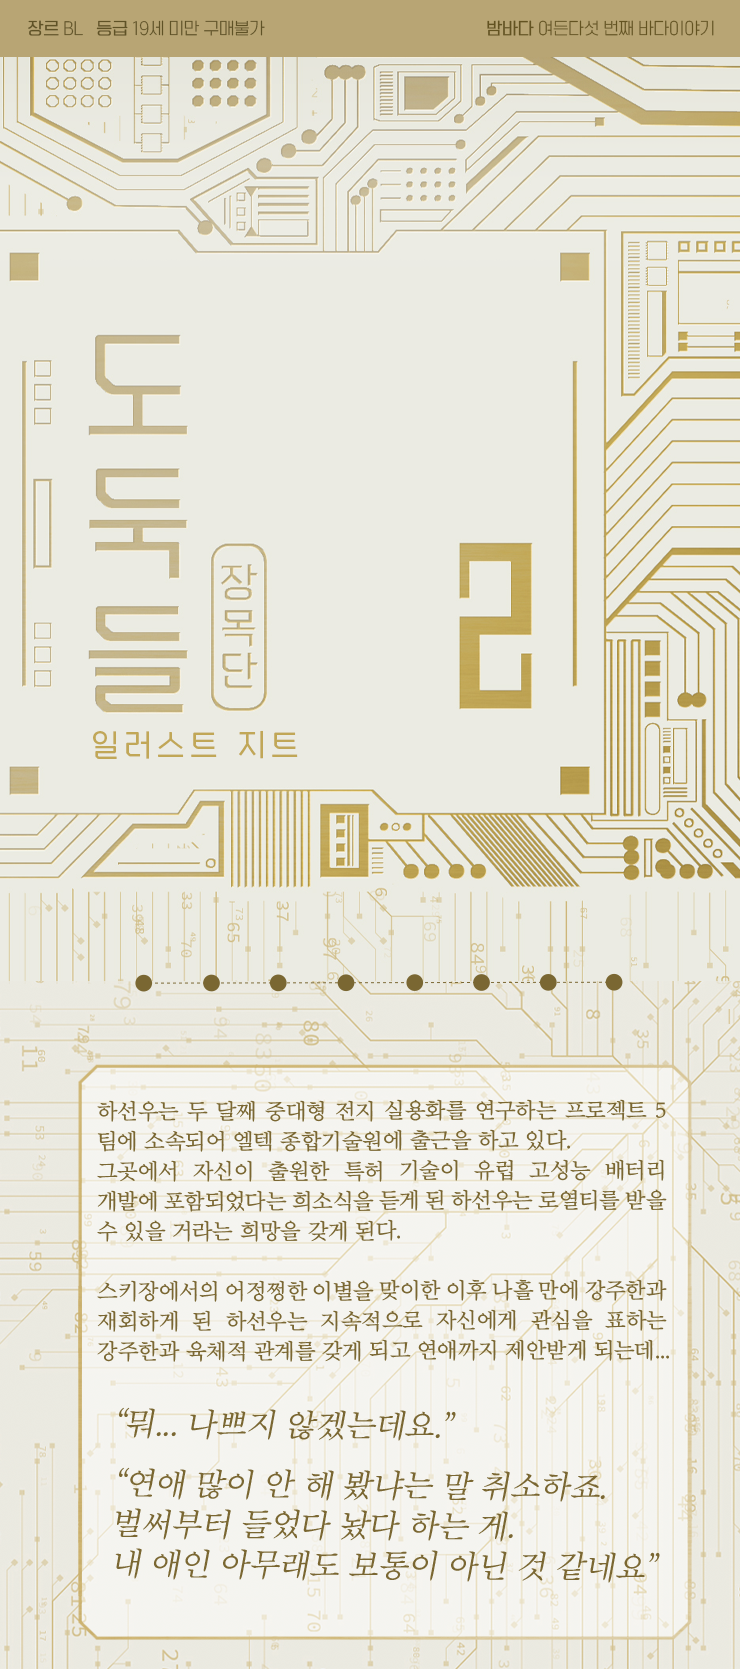 장르 BL 등급 19세 미만 구매불가
밤바다 여든다섯 번째 바다이야기
도둑들
장목단
2
일러스트 지트
하선우는 두 달째 중대형 전지 실용화를 연구하는 프로젝트 5
팀에 소속되어 엘텍 종합기술원에 출근을 하고 있다.
그곳에서 자신이 출원한 특허 기술이 유럽 고성능 배터리
개발에 포함되었다는 희소식을 듣게 된 하선우는 로열티를 받을
수 있을 거라는 희망을 갖게 된다.
스키장에서의 어정쩡한 이별을 맞이한 이후 나흘 만에 강주한과
재회하게 된 하선우는 지속적으로 자신에게 관심을 표하는
강주한과 육체적 관계를 갖게 되고 연애까지 제안받게 되는데...
“뭐... 나쁘지 않겠는데요.”
“연애 많이 안 해 봤냐는 말 취소하죠.
벌써부터 들었다 놨다 하는 게.
내 애인 아무래도 보통이 아닌 것 같네요”